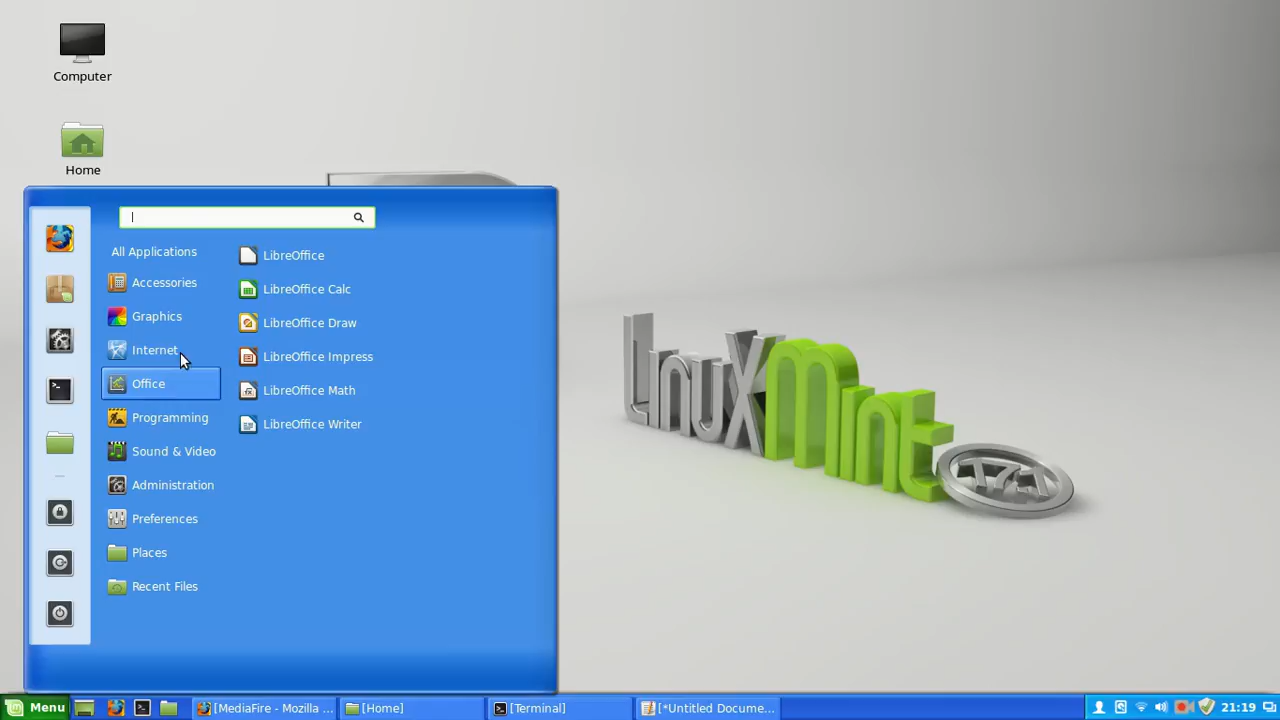 Computer
Home
All Applications
Accessories
Graphics
Internet
Office
Programming
Sound & Video
Administration
Preferences
Places
Recent Files
LibreOffice
LibreOffice Calc
LibreOffice Draw
LibreOffice Impress
LibreOffice Math
LibreOffice Writer
LinuxMint
17.1
Menu
[MediaFire - Mozilla ...
[Home]
[Terminal]
[*Untitled Docume...
21:19